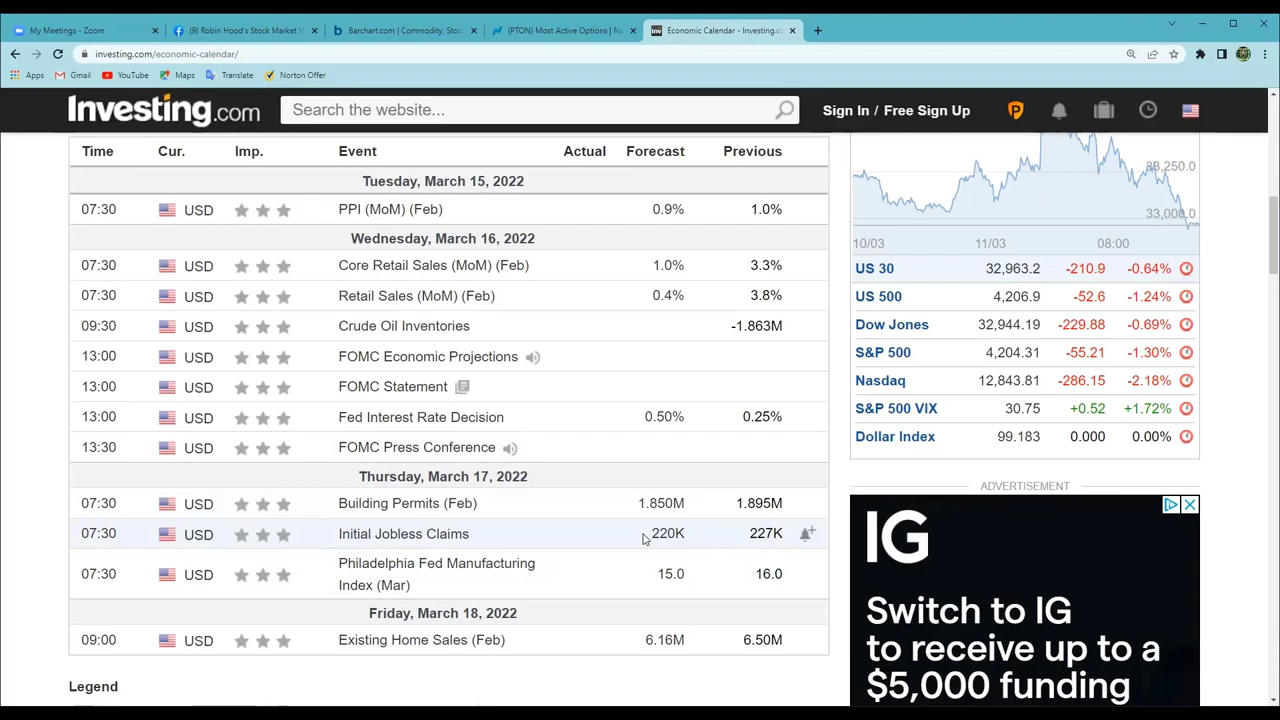 My Meetings - Zoom
(9) Robin Hood's Stock Market
Barchart.com | Commodity, Stoc
(PTON) Most Active Options | N
Economic Calendar - Investing.c
investing.com/economic-calendar/
Apps Gmail YouTube Maps Translate Norton Offer
Investing.com
Search the website...
Sign In / Free Sign Up
Time Cur. Imp. Event Actual Forecast Previous
Tuesday, March 15, 2022
07:30 USD PPI (MoM) (Feb) 0.9% 1.0%
Wednesday, March 16, 2022
07:30 USD Core Retail Sales (MoM) (Feb) 1.0% 3.3%
07:30 USD Retail Sales (MoM) (Feb) 0.4% 3.8%
09:30 USD Crude Oil Inventories -1.863M
13:00 USD FOMC Economic Projections
13:00 USD FOMC Statement
13:00 USD Fed Interest Rate Decision 0.50% 0.25%
13:30 USD FOMC Press Conference
Thursday, March 17, 2022
07:30 USD Building Permits (Feb) 1.850M 1.895M
07:30 USD Initial Jobless Claims 220K 227K
07:30 USD Philadelphia Fed Manufacturing
Index (Mar) 15.0 16.0
Friday, March 18, 2022
09:00 USD Existing Home Sales (Feb) 6.16M 6.50M
Legend
33,000.0
10/03 11/03 08:00
US 30 32,963.2 -210.9 -0.64%
US 500 4,206.9 -52.6 -1.24%
Dow Jones 32,944.19 -229.88 -0.69%
S&P 500 4,204.31 -55.21 -1.30%
Nasdaq 12,843.81 -286.15 -2.18%
S&P 500 VIX 30.75 +0.52 +1.72%
Dollar Index 99.183 0.000 0.00%
ADVERTISEMENT
IG
Switch to IG
to receive up to a
$5,000 funding